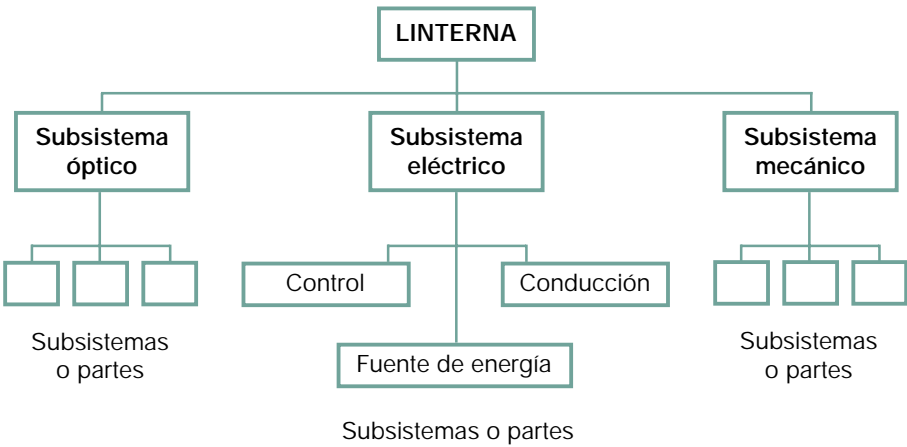 LINTERNA
Subsistema
óptico
Subsistema
eléctrico
Subsistema
mecánico
Control
Conducción
Subsistemas
o partes
Fuente de energía
Subsistemas
o partes
Subsistemas o partes